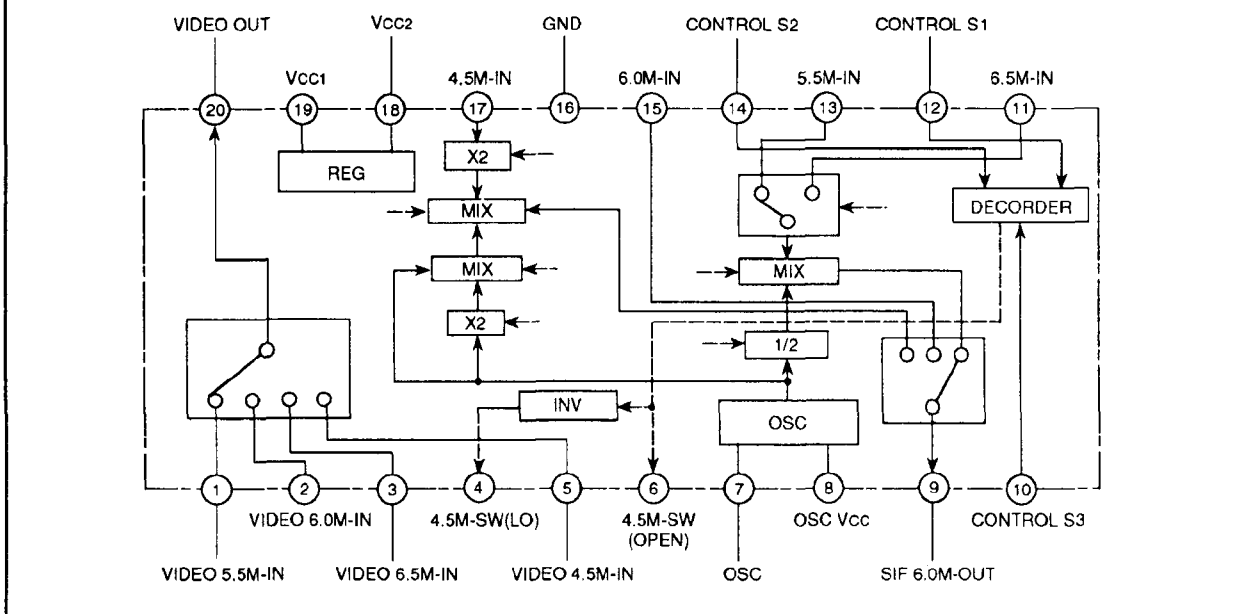 VIDEO OUT
VCC2
GND
CONTROL S2
CONTROL S1
VCC1
4.5M-IN
6.0M-IN
5.5M-IN
6.5M-IN
20
19
18
17
16
15
14
13
12
11
X2
REG
MIX
DECORDER
MIX
MIX
X2
1/2
INV
OSC
1
2
3
4
5
6
7
8
9
10
VIDEO 6.0M-IN
4.5M-SW(LO)
4.5M-SW
(OPEN)
OSC VCC
CONTROL S3
VIDEO 5.5M-IN
VIDEO 6.5M-IN
VIDEO 4.5M-IN
OSC
SIF 6.0M-OUT